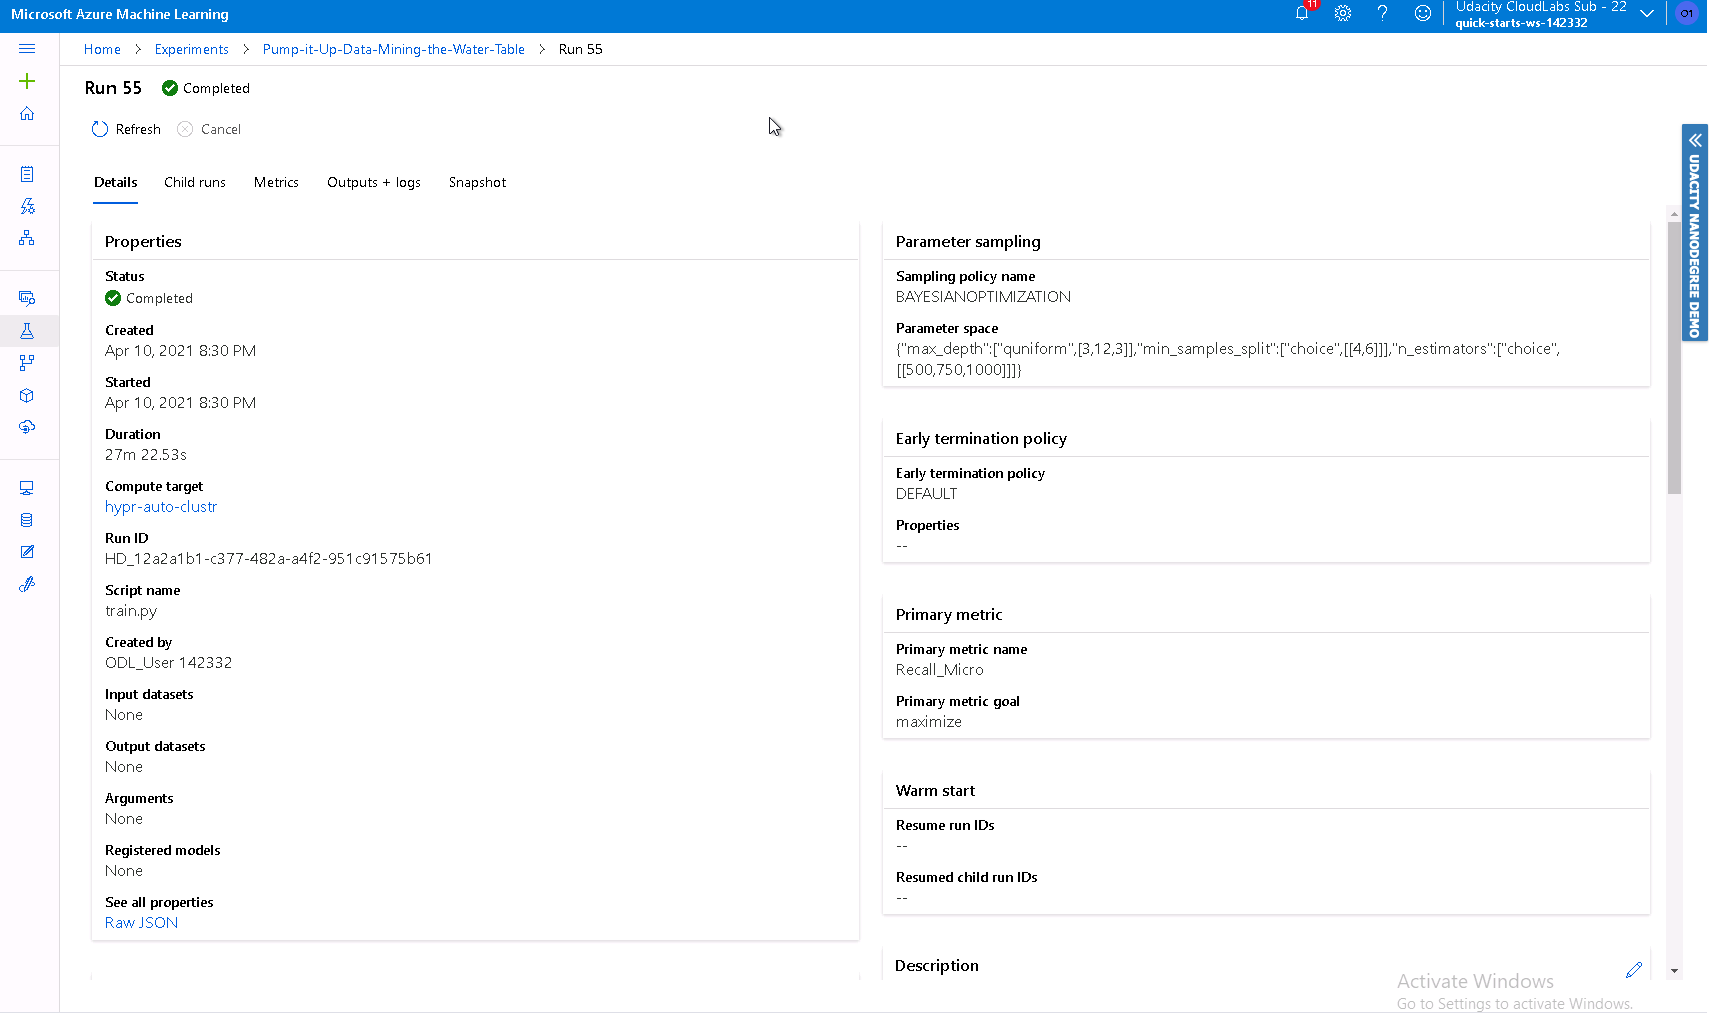 Microsoft Azure Machine Learning
11
Udacity CloudLabs Sub - 22
quick-starts-ws-142332
O1
Home > Experiments > Pump-it-Up-Data-Mining-the-Water-Table > Run 55
Run 55 Completed
Refresh Cancel
Details Child runs Metrics Outputs + logs Snapshot
Properties
Status
Completed
Created
Apr 10, 2021 8:30 PM
Started
Apr 10, 2021 8:30 PM
Duration
27m 22.53s
Compute target
hypr-auto-clustr
Run ID
HD_12a2a1b1-c377-482a-a4f2-951c91575b61
Script name
train.py
Created by
ODL_User 142332
Input datasets
None
Output datasets
None
Arguments
None
Registered models
None
See all properties
Raw JSON
Parameter sampling
Sampling policy name
BAYESIANOPTIMIZATION
Parameter space
{"max_depth":["quniform",[3,12,3]],"min_samples_split":["choice",[[4,6]]],"n_estimators":["choice",
[[500,750,1000]]]}
Early termination policy
Early termination policy
DEFAULT
Properties
--
Primary metric
Primary metric name
Recall_Micro
Primary metric goal
maximize
Warm start
Resume run IDs
--
Resumed child run IDs
--
Description
UDACITY NANODEGREE DEMO
Activate Windows
Go to Settings to activate Windows.